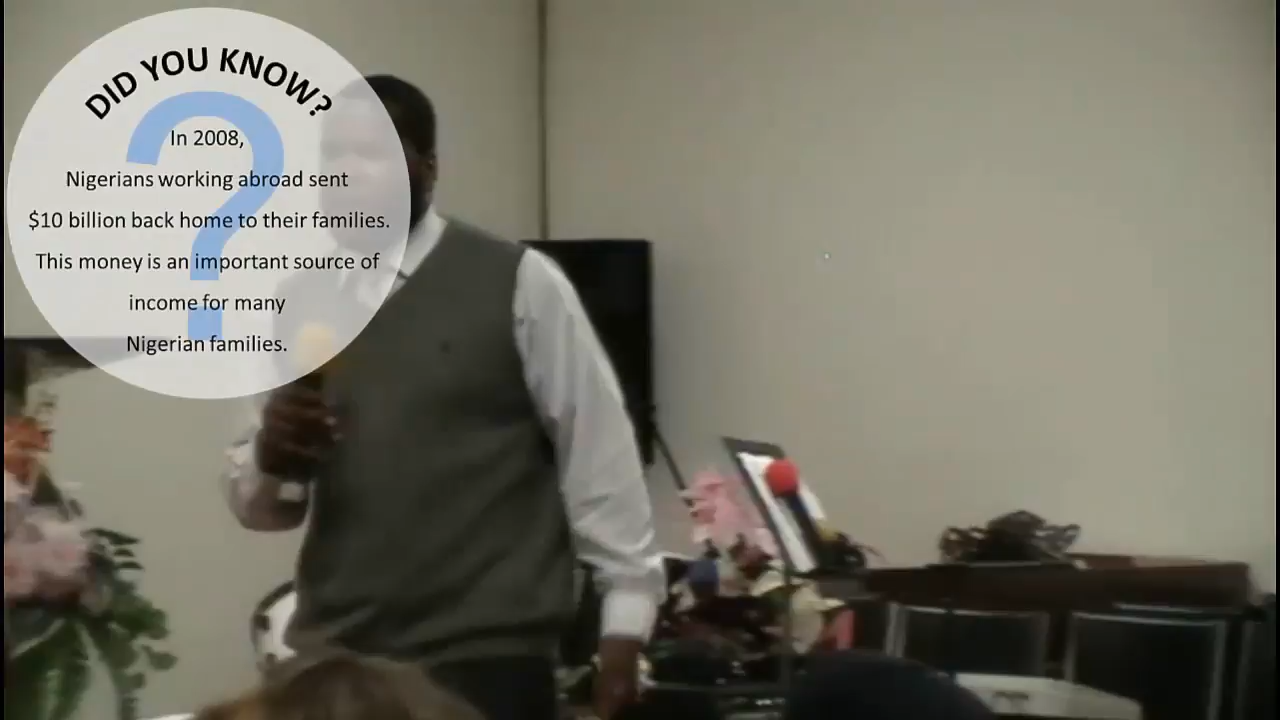 DID YOU KNOW?
In 2008,
Nigerians working abroad sent
$10 billion back home to their families.
This money is an important source of
income for many
Nigerian families.